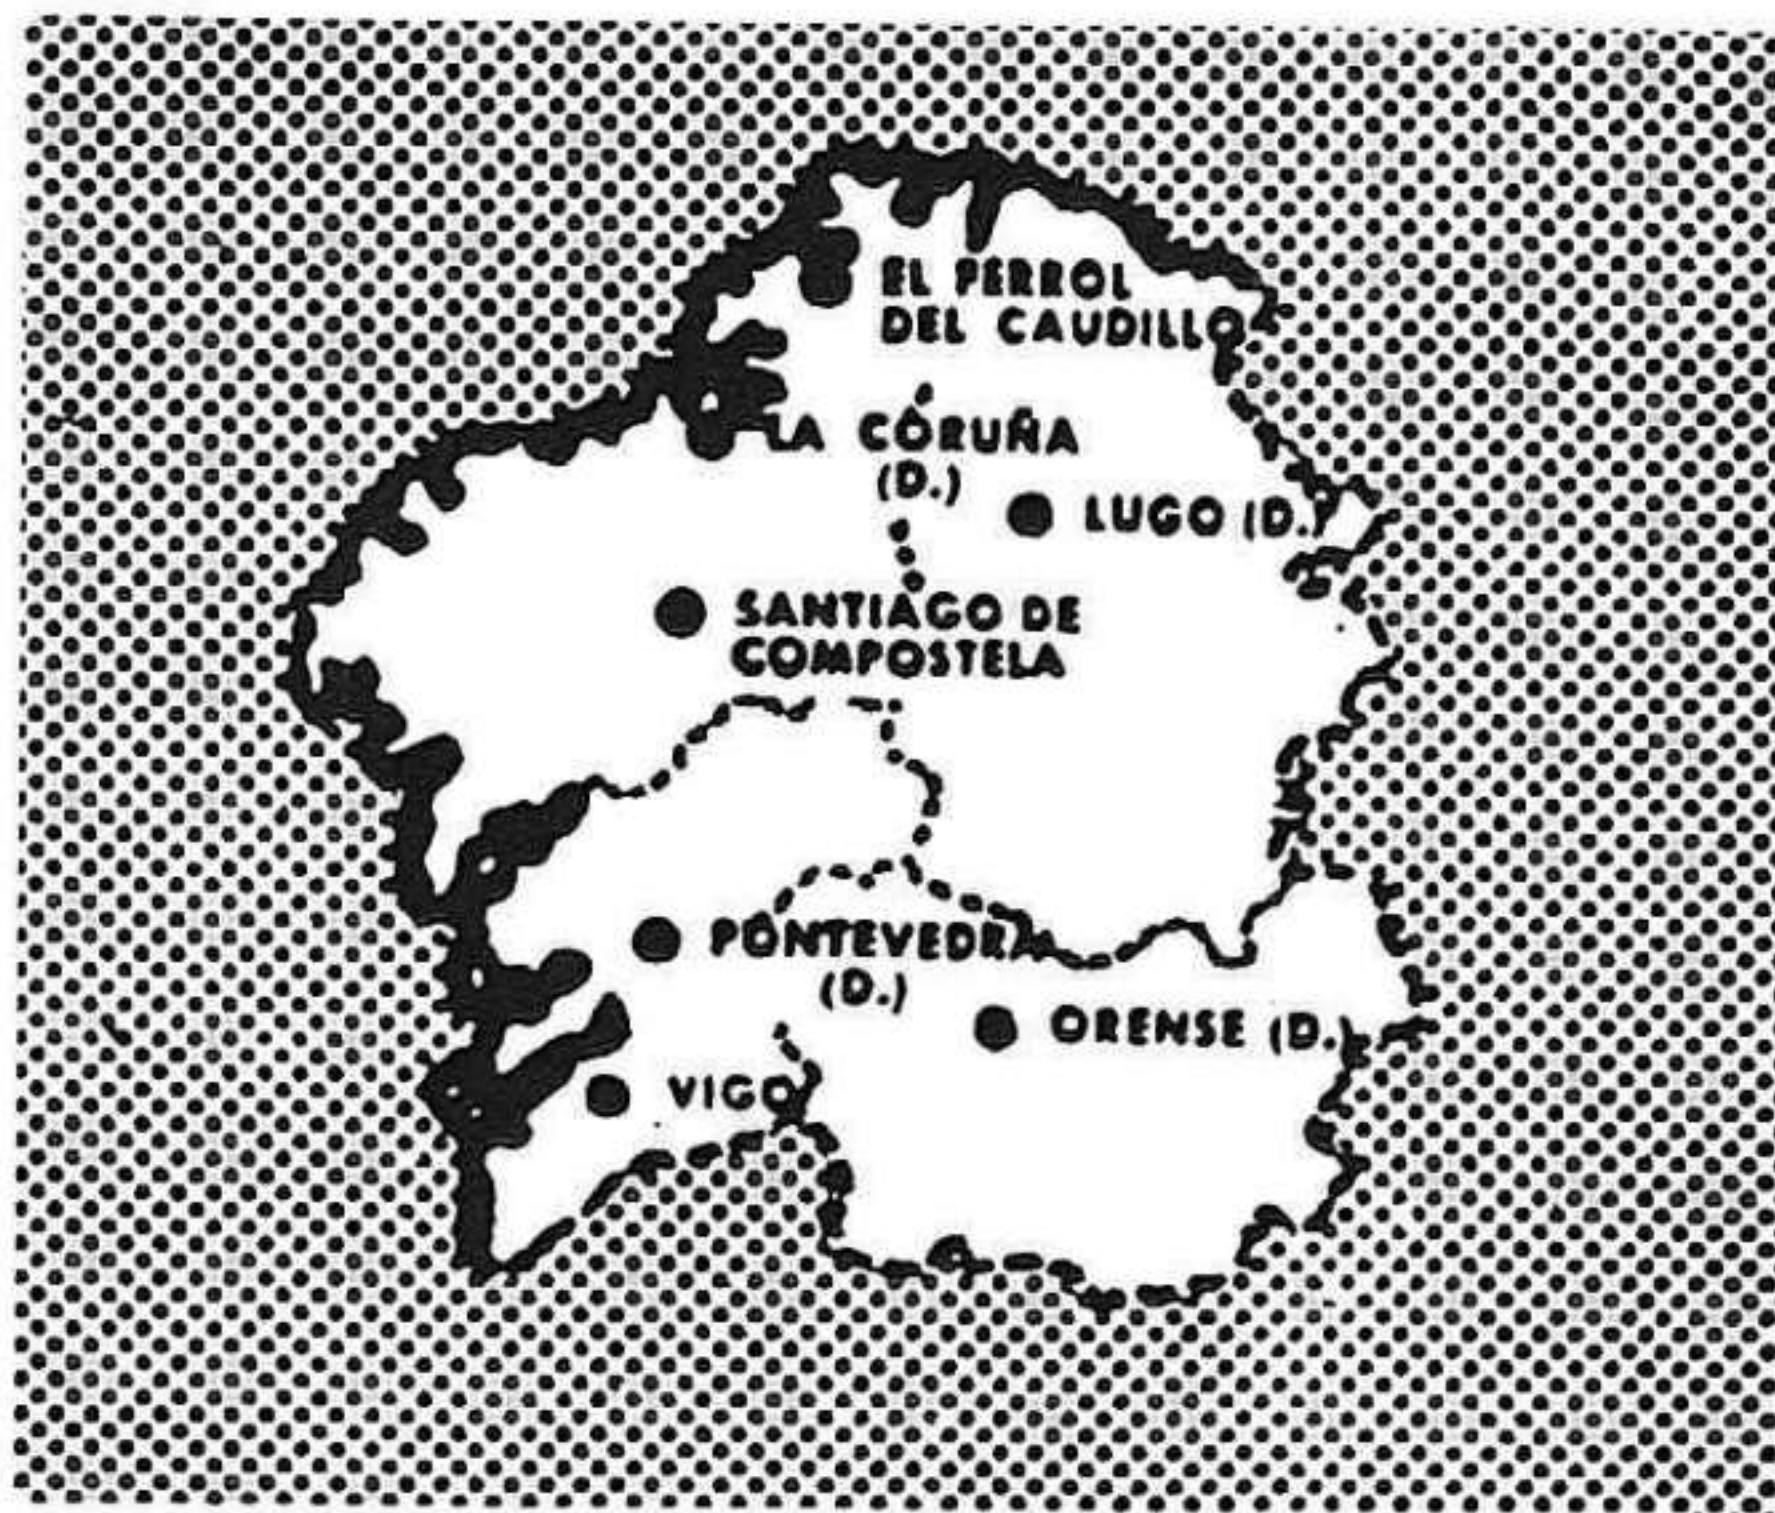 EL FERROL
DEL CAUDILLO
LA CORUÑA
(D.)
LUGO (D.)
SANTIAGO DE
COMPOSTELA
PONTEVEDRA
(D.)
ORENSE (D.)
VIGO